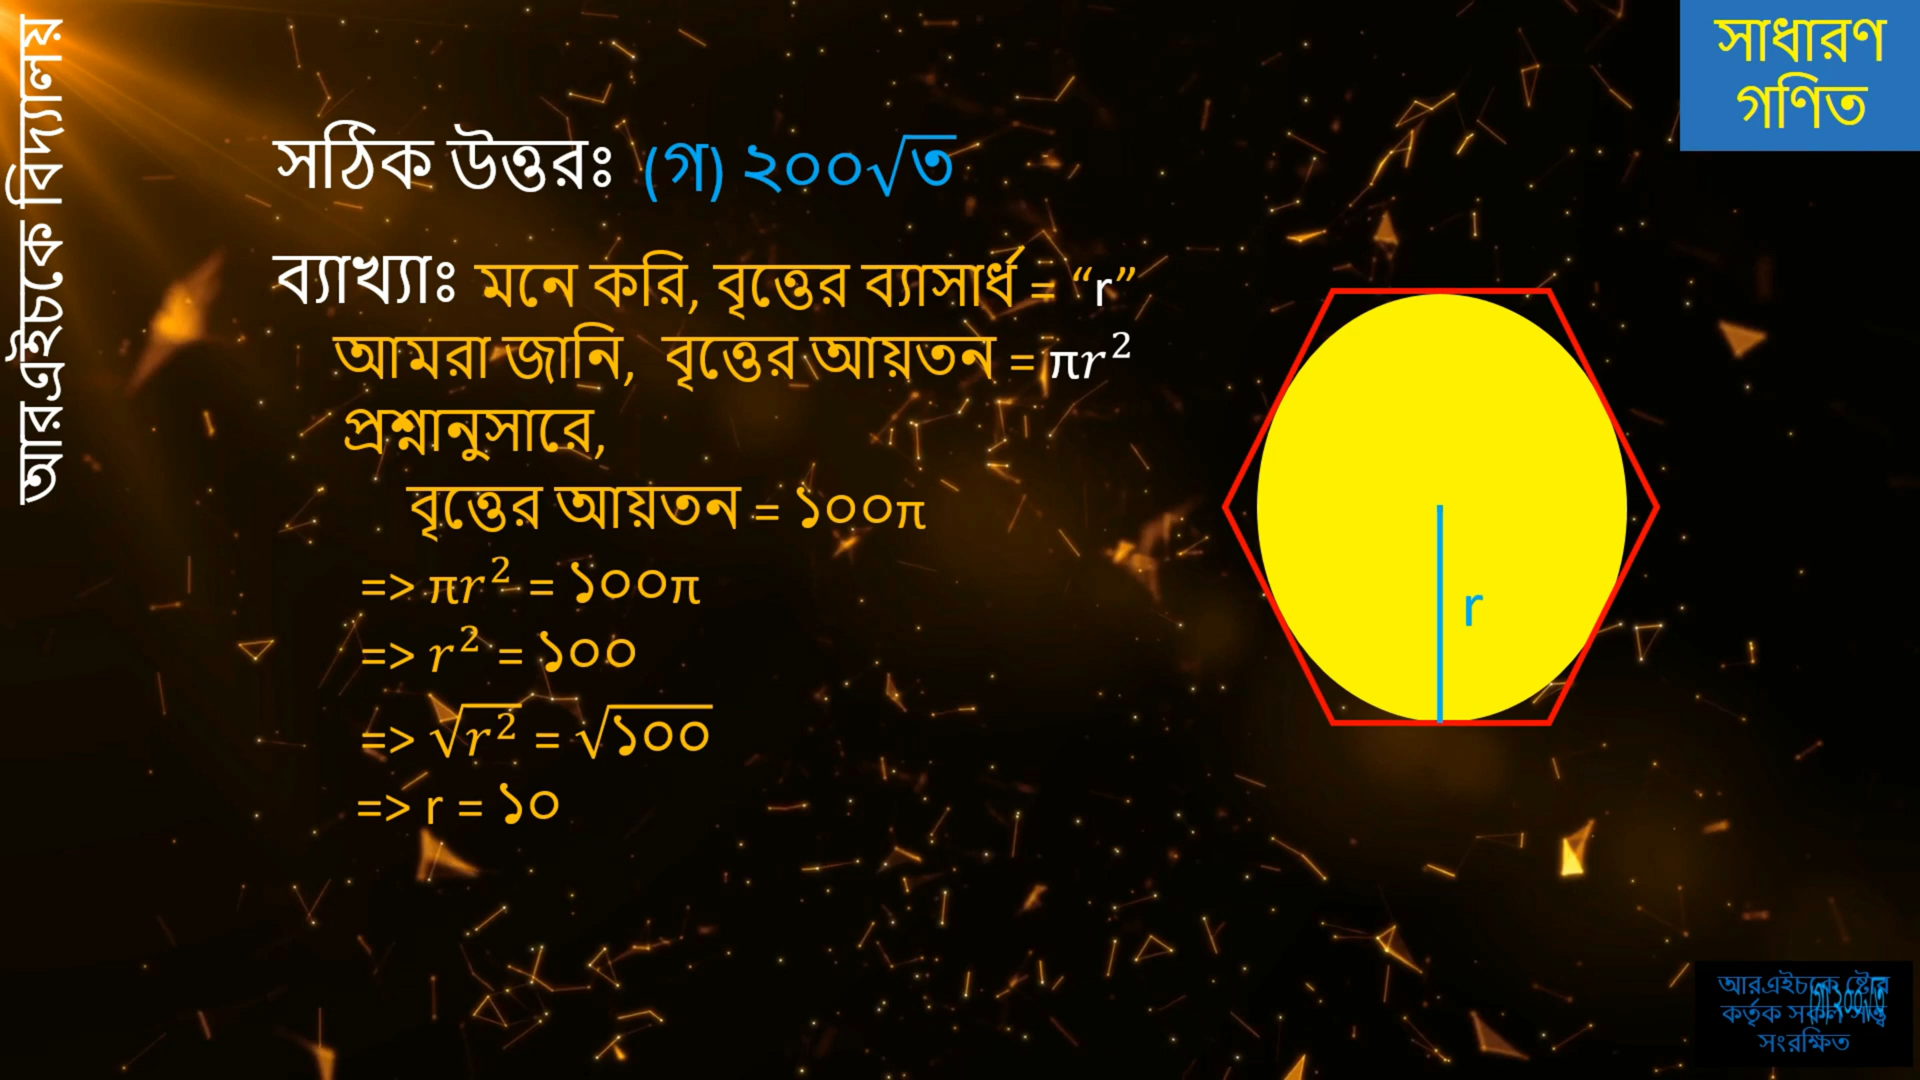 আরএইচকে বিদ্যালয়
সাধারণ
গণিত
সঠিক উত্তরঃ (গ) ২০০√৩
ব্যাখ্যাঃ মনে করি, বৃত্তের ব্যাসার্ধ = “r”
আমরা জানি, বৃত্তের আয়তন = πr²
প্রশ্নানুসারে,
বৃত্তের আয়তন = ১০০π
=> πr² = ১০০π
=> r² = ১০০
=> √r² = √১০০
=> r = ১০
r
আরএইচকে ষ্টোর
কর্তৃক সকল
সংরক্ষিত